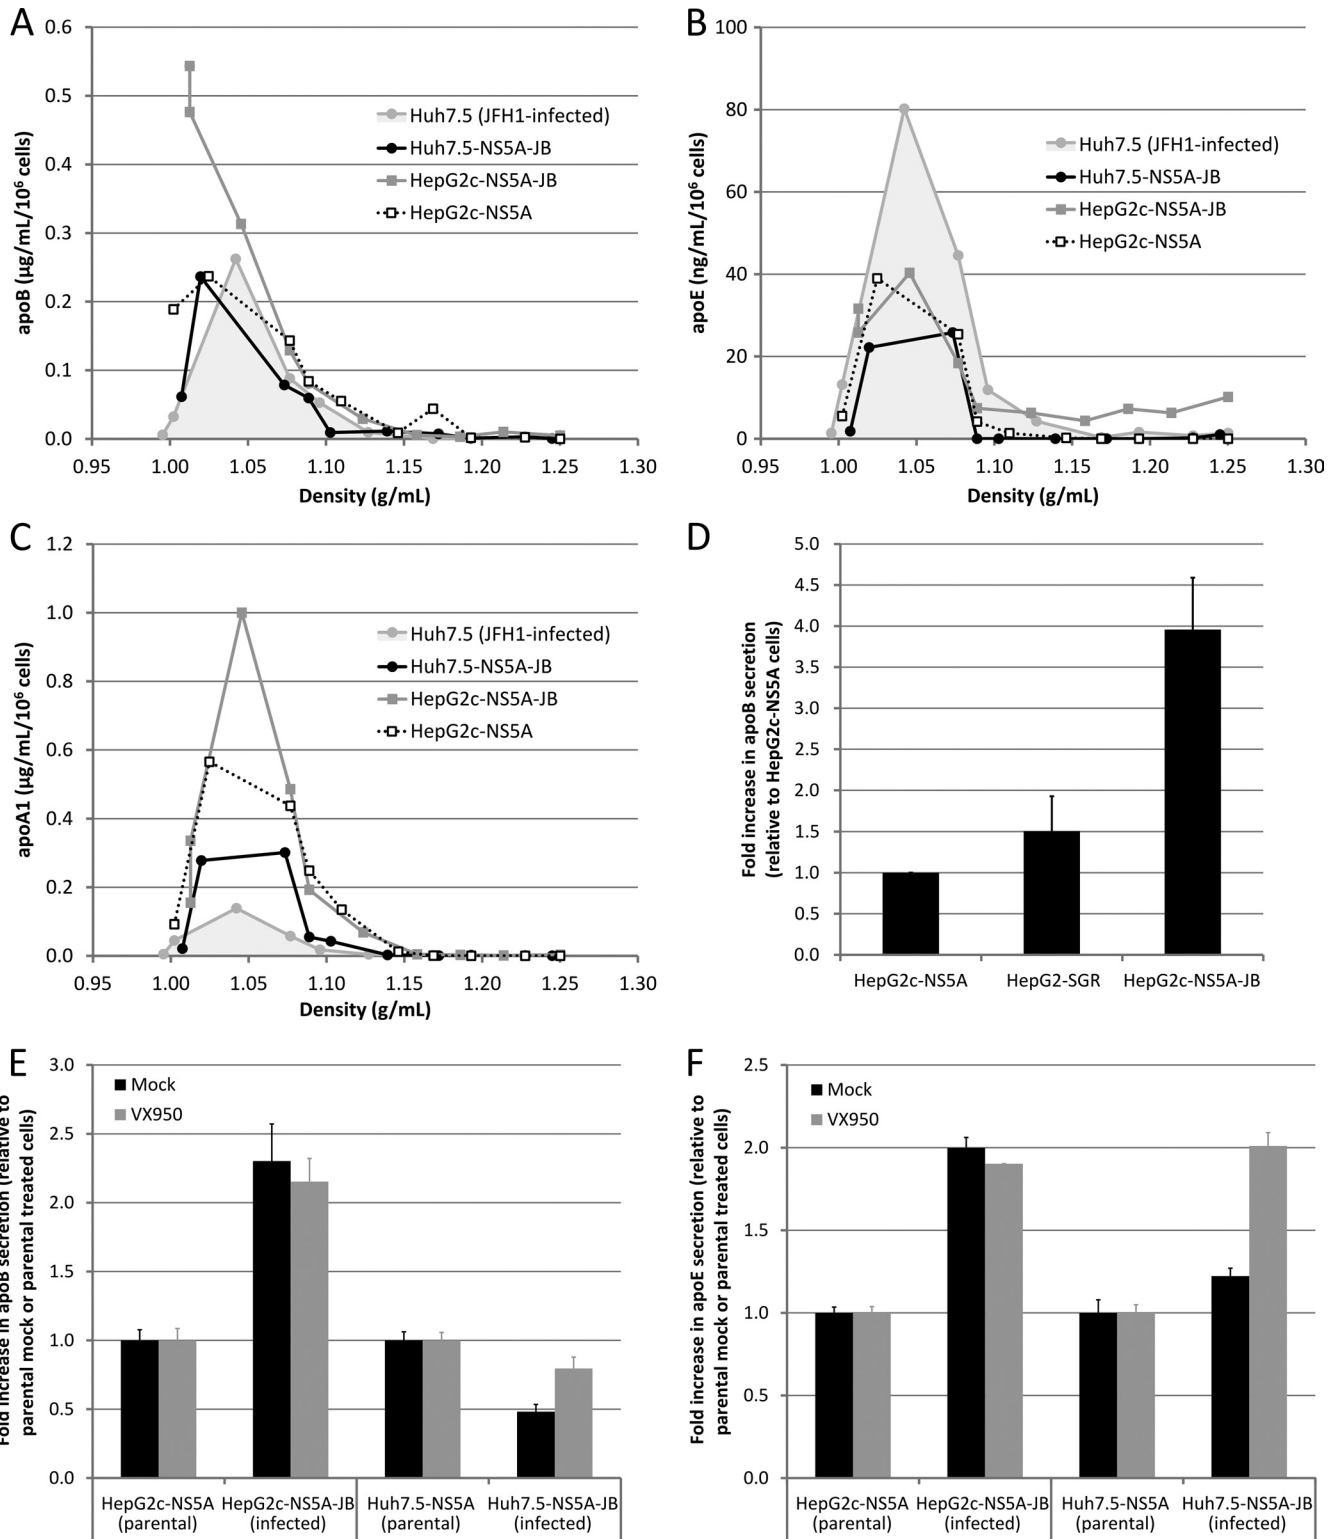 A
0.6
0.5
0.4
0.3
0.2
0.1
0.0
apoB (µg/mL/10⁶ cells)
Huh7.5 (JFH1-infected)
Huh7.5-NS5A-JB
HepG2c-NS5A-JB
HepG2c-NS5A
0.95 1.00 1.05 1.10 1.15 1.20 1.25 1.30
Density (g/mL)
B
100
80
60
40
20
0
apoE (ng/mL/10⁶ cells)
Huh7.5 (JFH1-infected)
Huh7.5-NS5A-JB
HepG2c-NS5A-JB
HepG2c-NS5A
0.95 1.00 1.05 1.10 1.15 1.20 1.25 1.30
Density (g/mL)
C
1.2
1.0
0.8
0.6
0.4
0.2
0.0
apoA1 (µg/mL/10⁶ cells)
Huh7.5 (JFH1-infected)
Huh7.5-NS5A-JB
HepG2c-NS5A-JB
HepG2c-NS5A
0.95 1.00 1.05 1.10 1.15 1.20 1.25 1.30
Density (g/mL)
D
5.0
4.5
4.0
3.5
3.0
2.5
2.0
1.5
1.0
0.5
0.0
Fold increase in apoB secretion
(relative to HepG2c-NS5A cells)
HepG2c-NS5A HepG2-SGR HepG2c-NS5A-JB
E
3.0
2.5
2.0
1.5
1.0
0.5
0.0
Fold increase in apoB secretion (relative to
parental mock or parental treated cells)
Mock
VX950
HepG2c-NS5A HepG2c-NS5A-JB Huh7.5-NS5A Huh7.5-NS5A-JB
(parental) (infected) (parental) (infected)
F
2.5
2.0
1.5
1.0
0.5
0.0
Fold increase in apoE secretion (relative to
parental mock or parental treated cells)
Mock
VX950
HepG2c-NS5A HepG2c-NS5A-JB Huh7.5-NS5A Huh7.5-NS5A-JB
(parental) (infected) (parental) (infected)